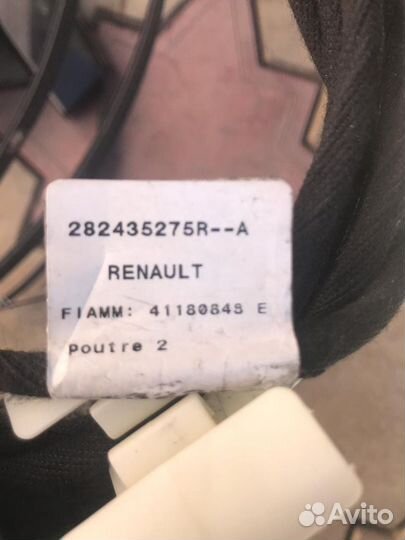 282435275R--A
RENAULT
FIAMM: 41180848 E
Poutre 2
Avito